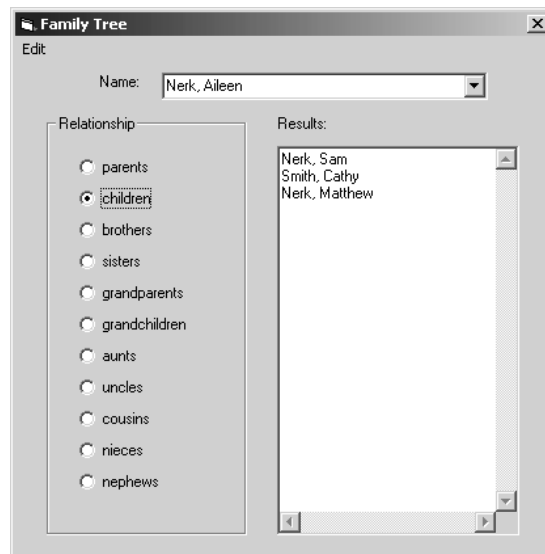 Family Tree
Edit
Name: Nerk, Aileen
Relationship
parents
children
brothers
sisters
grandparents
grandchildren
aunts
uncles
cousins
nieces
nephews
Results:
Nerk, Sam
Smith, Cathy
Nerk, Matthew